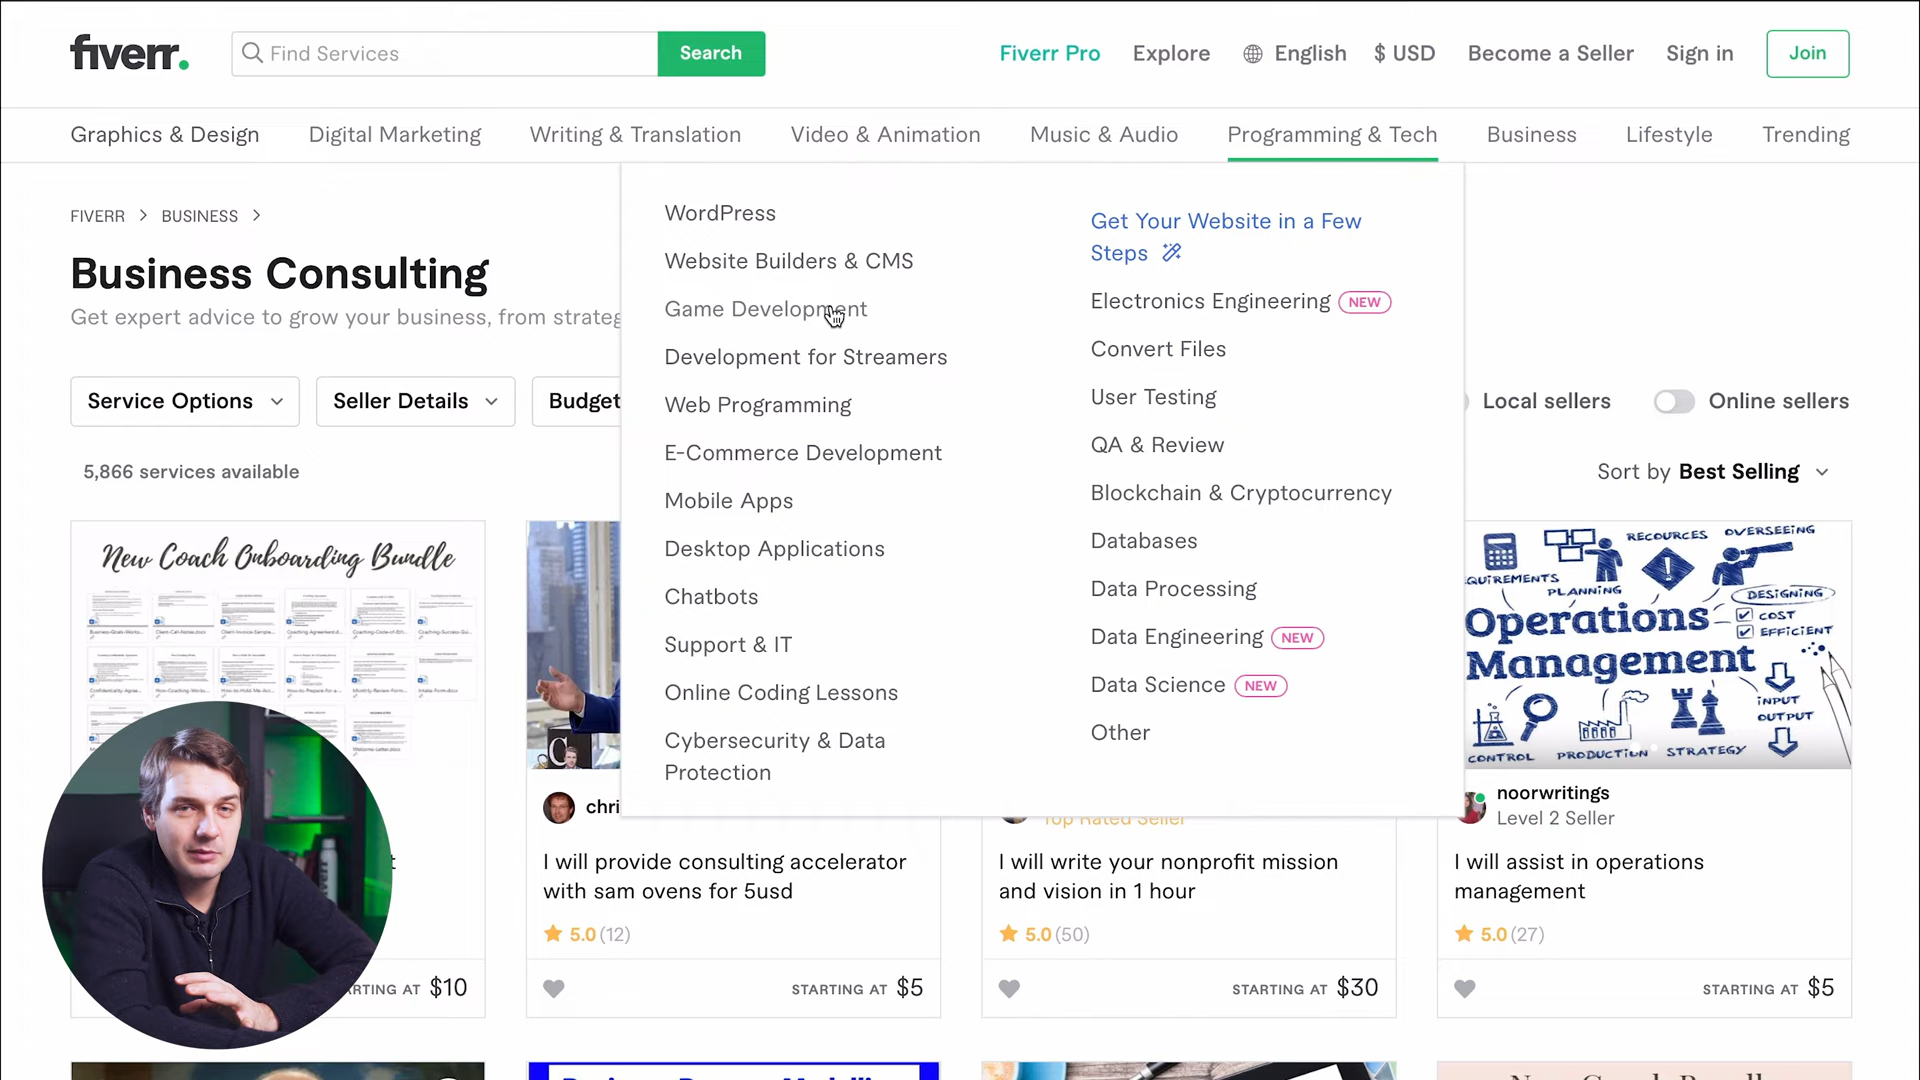 fiverr.
Find Services
Search
Fiverr Pro
Explore
English
$ USD
Become a Seller
Sign in
Join
Graphics & Design
Digital Marketing
Writing & Translation
Video & Animation
Music & Audio
Programming & Tech
Business
Lifestyle
Trending
FIVERR > BUSINESS >
Business Consulting
Get expert advice to grow your business, from strateg
WordPress
Website Builders & CMS
Game Development
Development for Streamers
Web Programming
E-Commerce Development
Mobile Apps
Desktop Applications
Chatbots
Support & IT
Online Coding Lessons
Cybersecurity & Data
Protection
Get Your Website in a Few
Steps
Electronics Engineering NEW
Convert Files
User Testing
QA & Review
Blockchain & Cryptocurrency
Databases
Data Processing
Data Engineering NEW
Data Science NEW
Other
Service Options
Seller Details
Budget
Local sellers
Online sellers
5,866 services available
Sort by Best Selling
New Coach Onboarding Bundle
STARTING AT $10
chri
I will provide consulting accelerator
with sam ovens for 5usd
5.0 (12)
STARTING AT $5
Top Rated Seller
I will write your nonprofit mission
and vision in 1 hour
5.0 (50)
STARTING AT $30
RECOURCES
OVERSEEING
QUIREMENTS
PLANNING
DESIGNING
Operations
COST
EFFICIENT
Management
INPUT
OUTPUT
CONTROL
PRODUCTION
STRATEGY
noorwritings
Level 2 Seller
I will assist in operations
management
5.0 (27)
STARTING AT $5